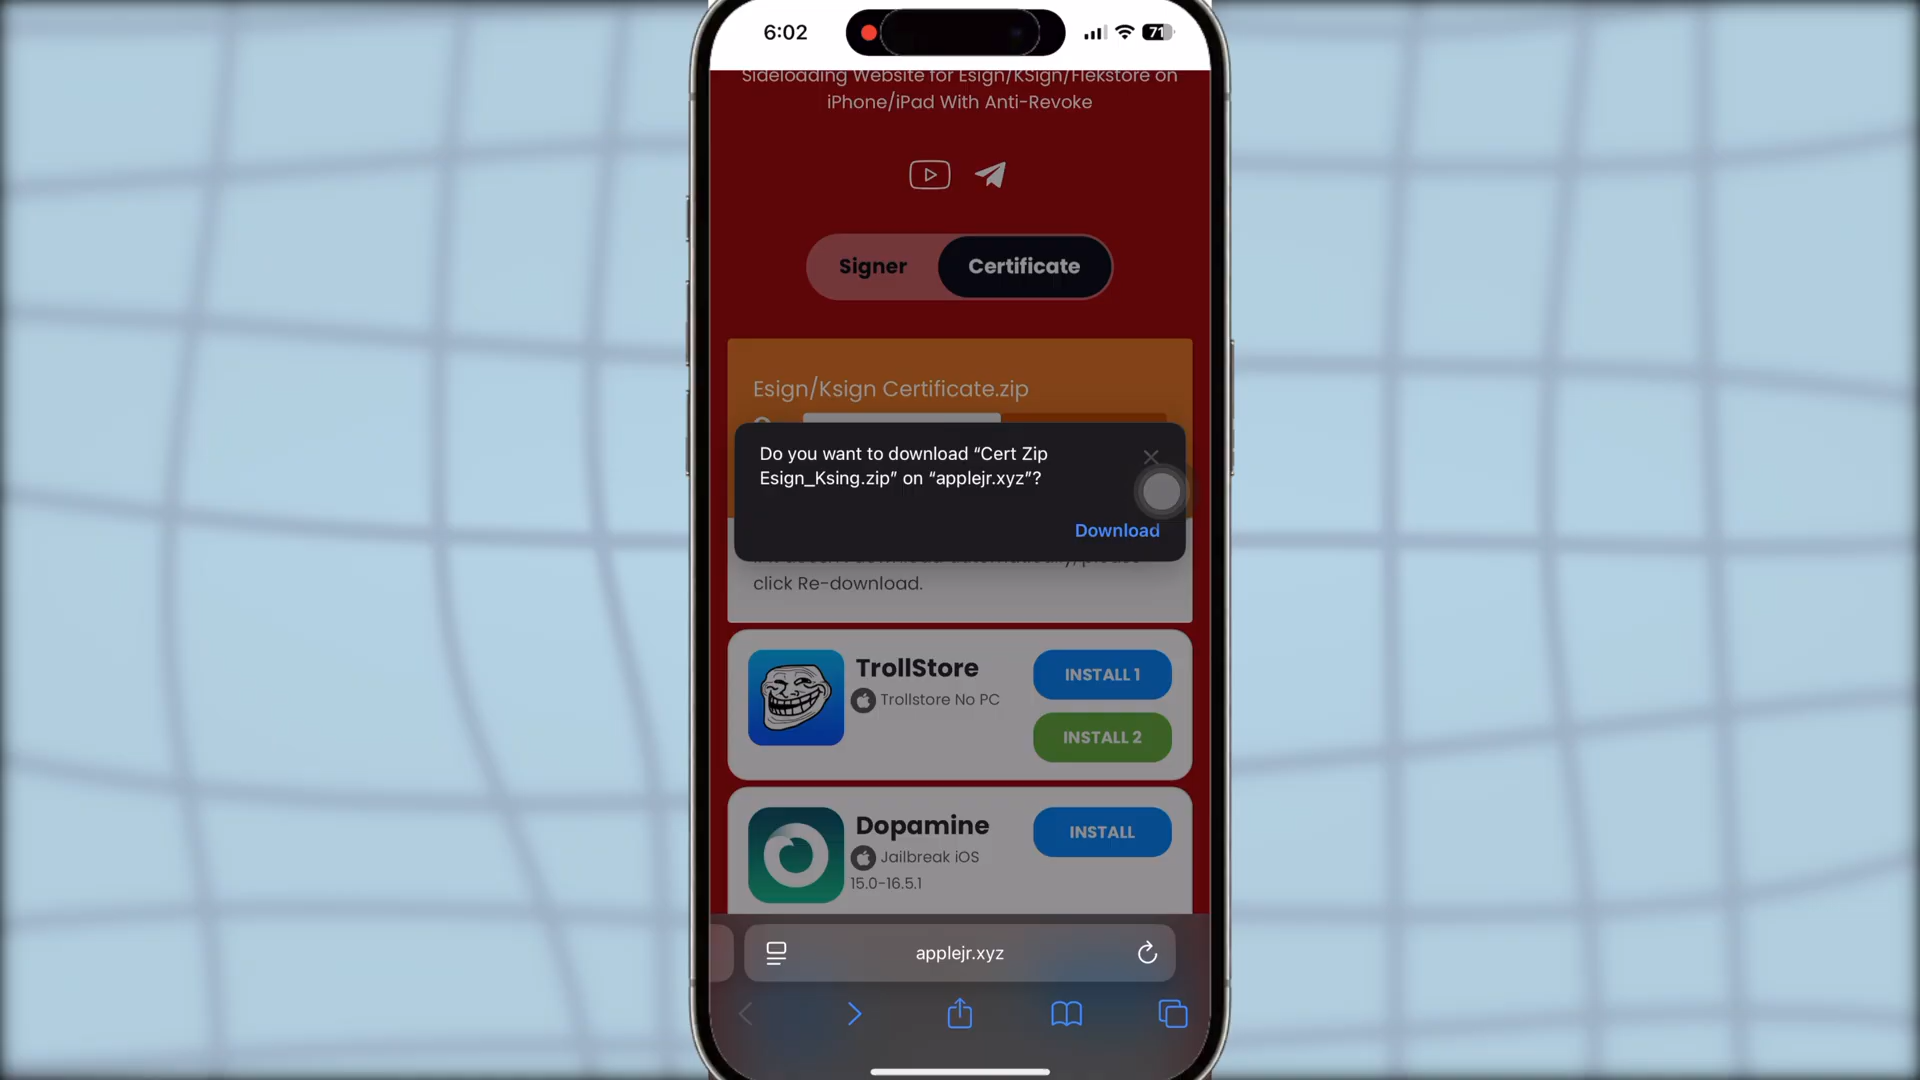 6:02
71
Sideloading Website for Esign/KSign/Flekstore on
iPhone/iPad With Anti-Revoke
Signer
Certificate
Esign/Ksign Certificate.zip
Do you want to download “Cert Zip
Esign_Ksing.zip” on “applejr.xyz”?
Download
click Re-download.
TrollStore
Trollstore No PC
INSTALL 1
INSTALL 2
Dopamine
Jailbreak iOS
15.0-16.5.1
INSTALL
applejr.xyz